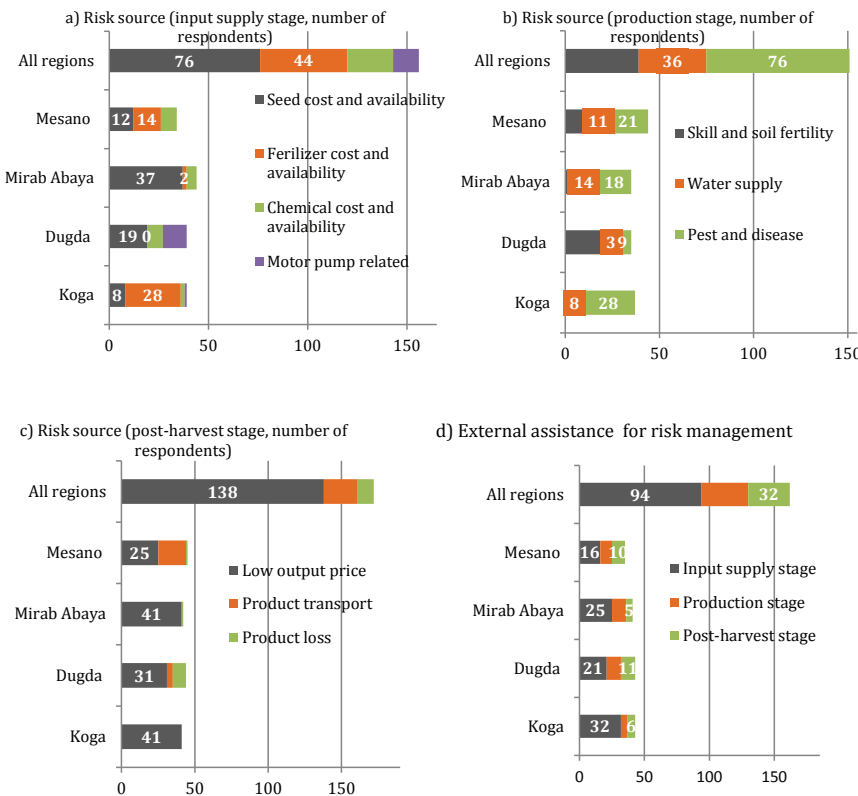 a) Risk source (input supply stage, number of
respondents)
All regions
76
44
Mesano
12
14
Mirab Abaya
37
2
Dugda
19
0
Koga
8
28
Seed cost and availability
Ferilizer cost and
availability
Chemical cost and
availability
Motor pump related
0
50
100
150
b) Risk source (production stage, number of
respondents)
All regions
36
76
Mesano
11
21
Mirab Abaya
14
18
Dugda
39
Koga
8
28
Skill and soil fertility
Water supply
Pest and disease
0
50
100
150
c) Risk source (post-harvest stage, number of
respondents)
All regions
138
Mesano
25
Mirab Abaya
41
Dugda
31
Koga
41
Low output price
Product transport
Product loss
0
50
100
150
d) External assistance for risk management
All regions
94
32
Mesano
16
10
Mirab Abaya
25
5
Dugda
21
11
Koga
32
6
Input supply stage
Production stage
Post-harvest stage
0
50
100
150